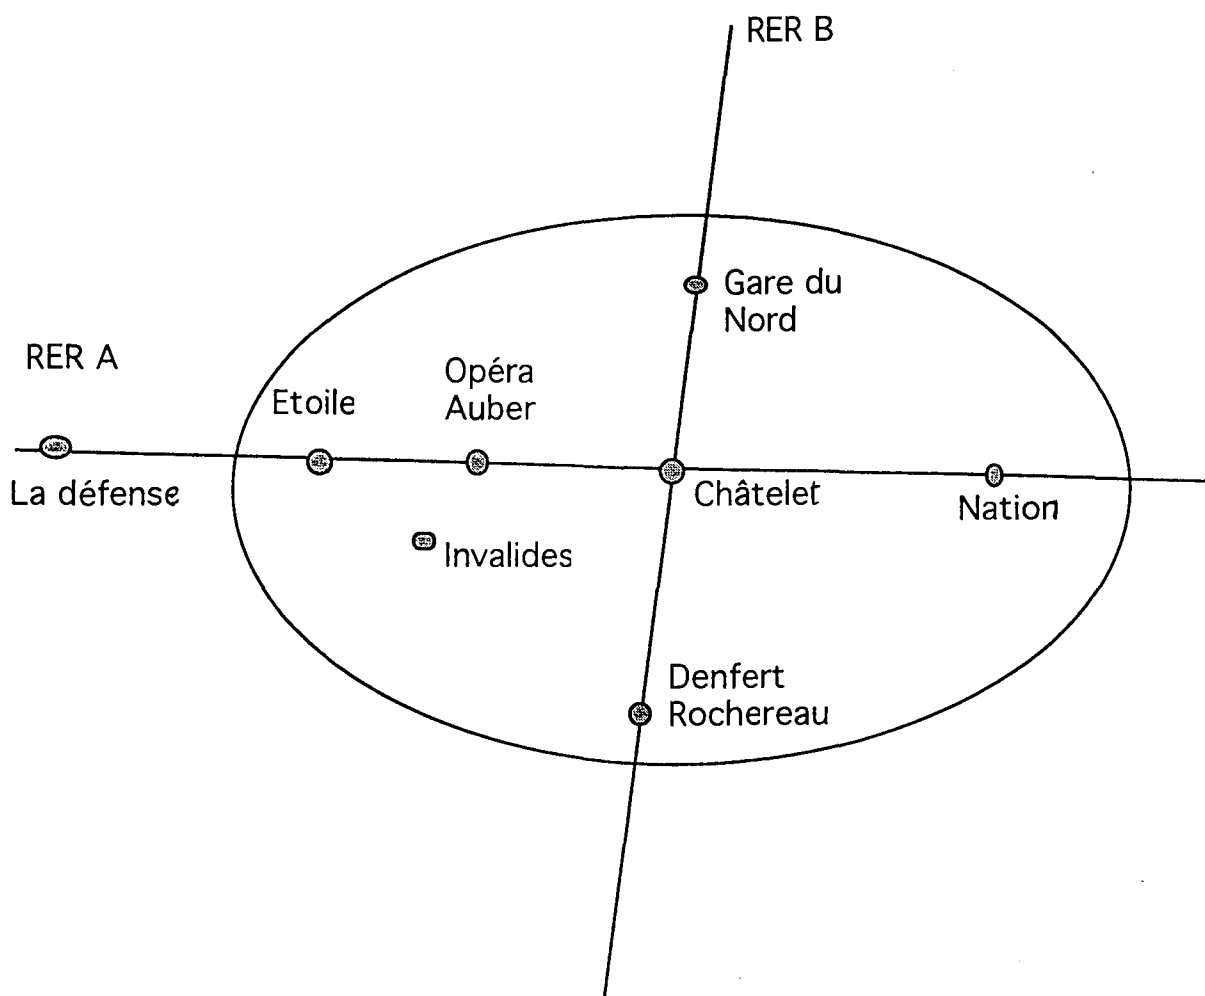 RER B
Gare du
Nord
RER A
Opéra
Auber
Etoile
La défense
Châtelet
Nation
Invalides
Denfert
Rochereau